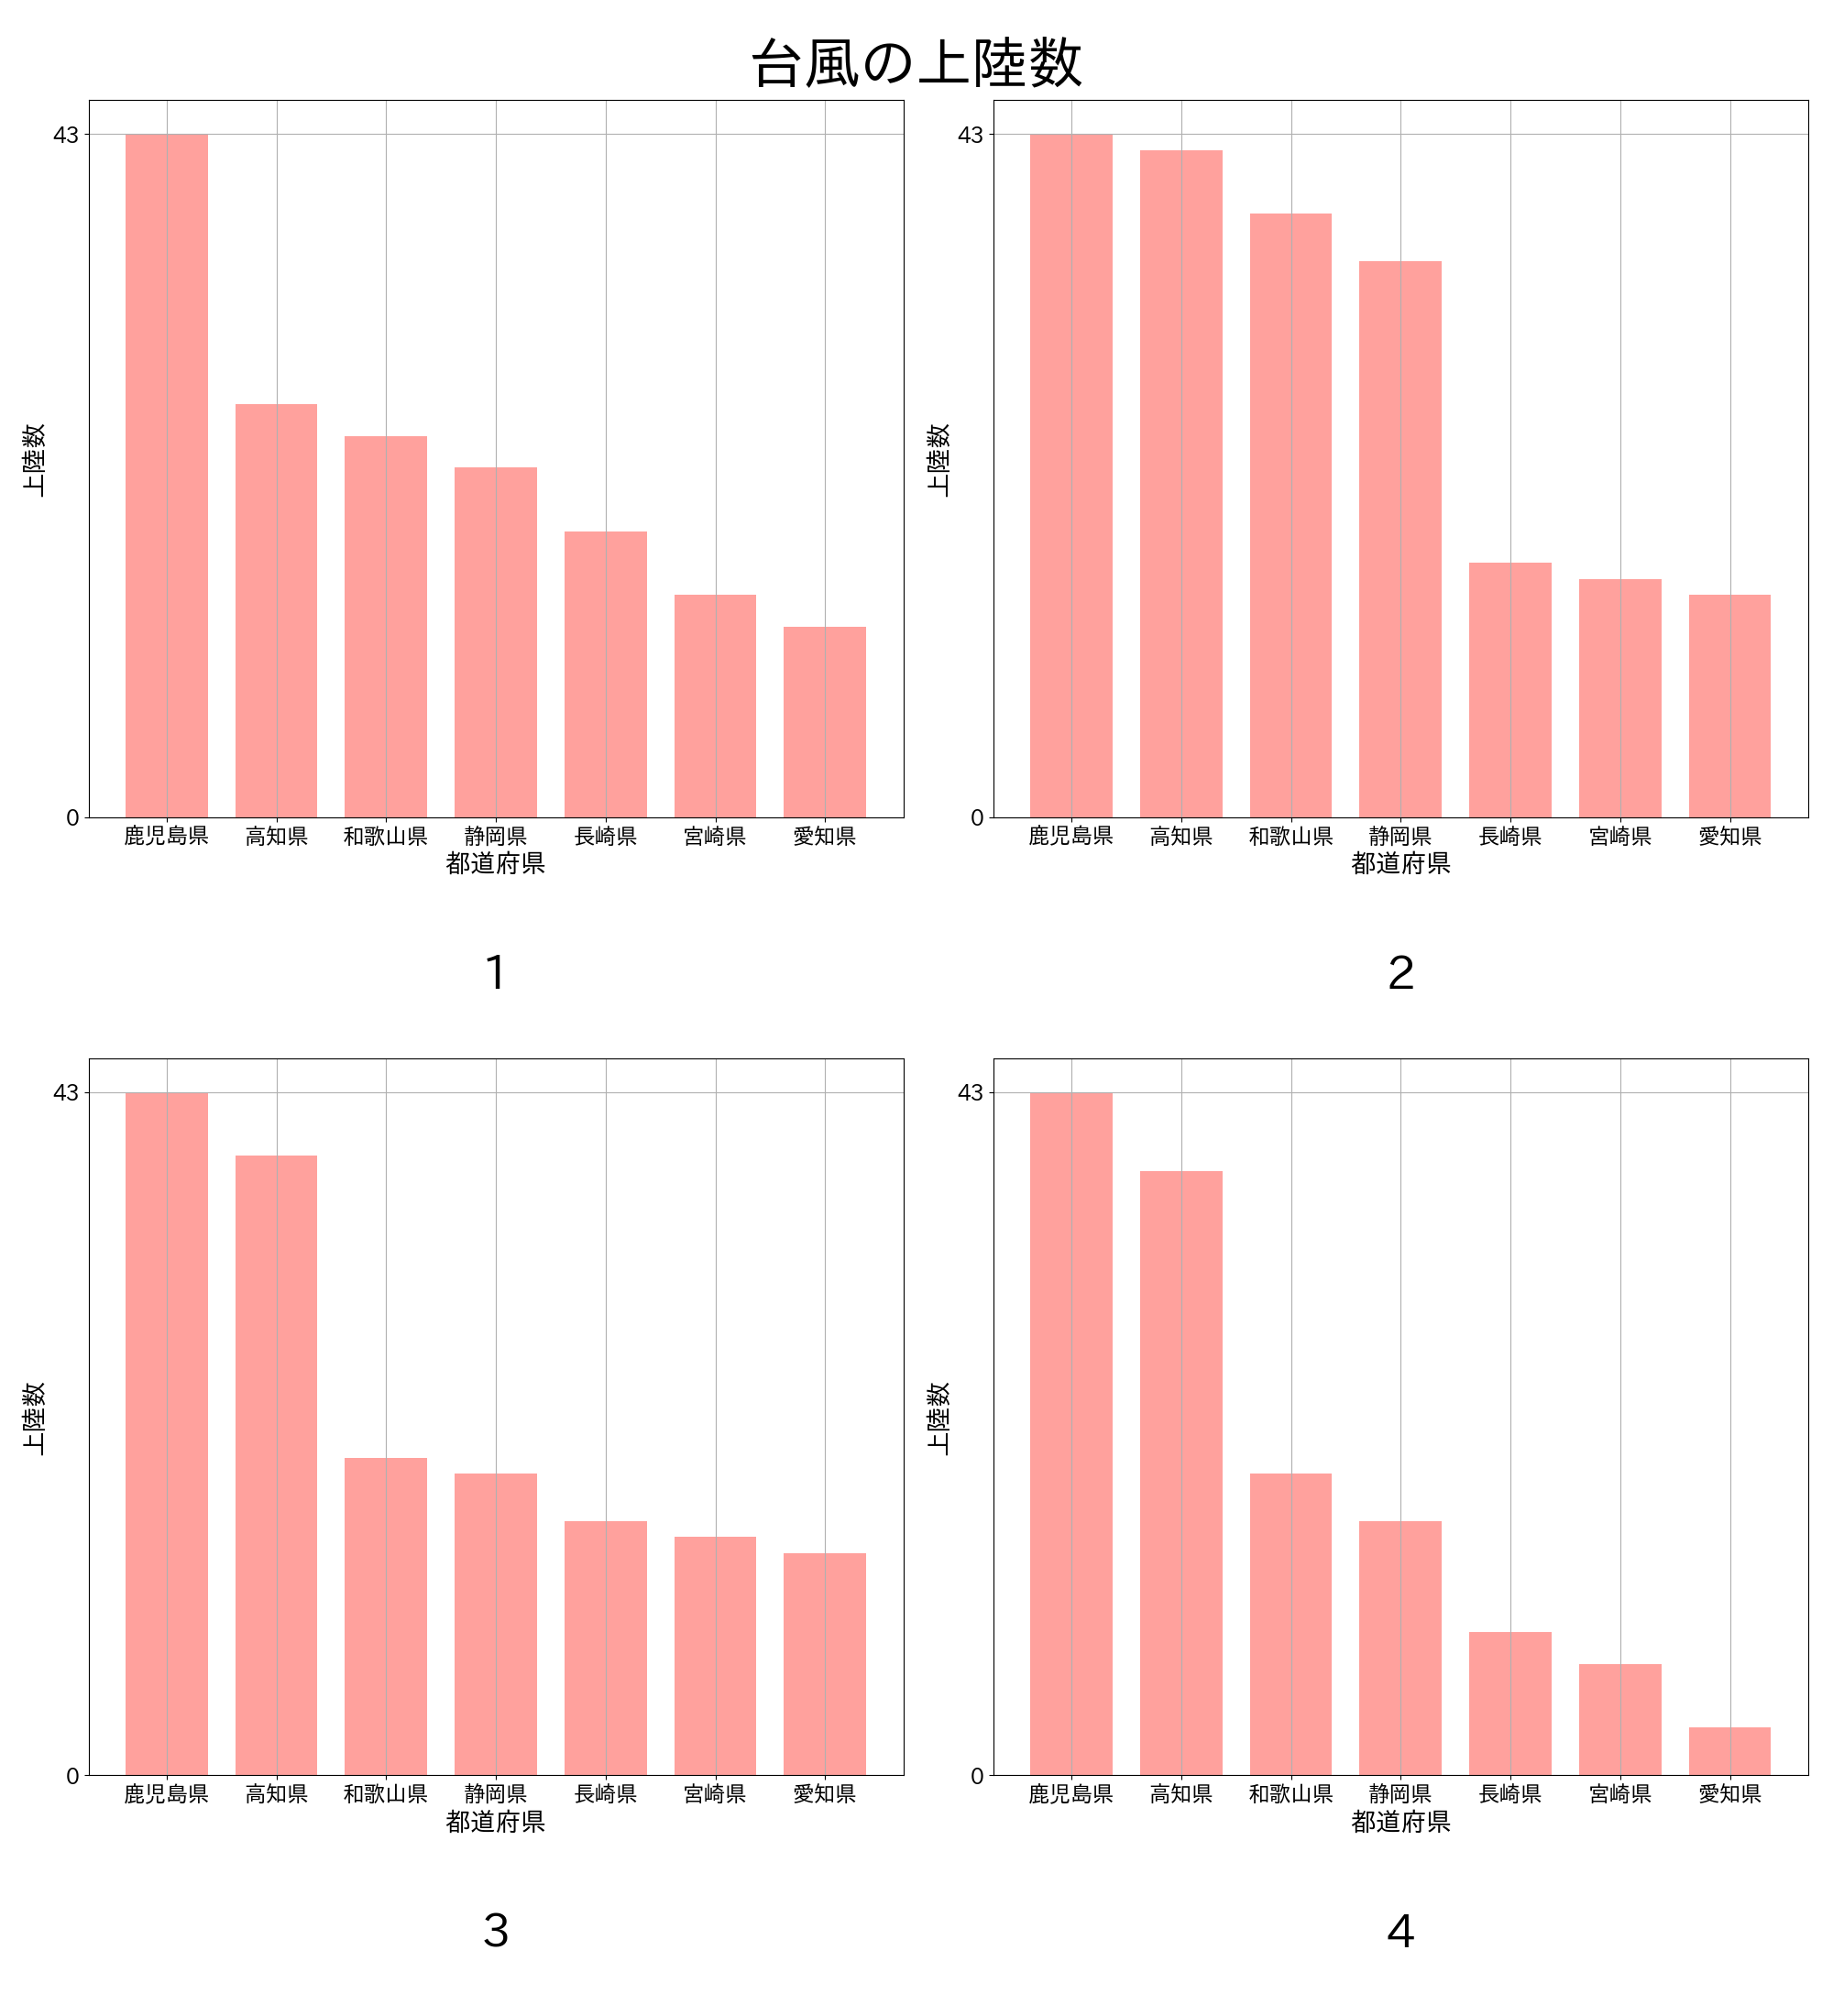 台風の上陸数
43
0
上陸数
鹿児島県 高知県 和歌山県 静岡県 長崎県 宮崎県 愛知県
都道府県
1
43
0
上陸数
鹿児島県 高知県 和歌山県 静岡県 長崎県 宮崎県 愛知県
都道府県
2
43
0
上陸数
鹿児島県 高知県 和歌山県 静岡県 長崎県 宮崎県 愛知県
都道府県
3
43
0
上陸数
鹿児島県 高知県 和歌山県 静岡県 長崎県 宮崎県 愛知県
都道府県
4